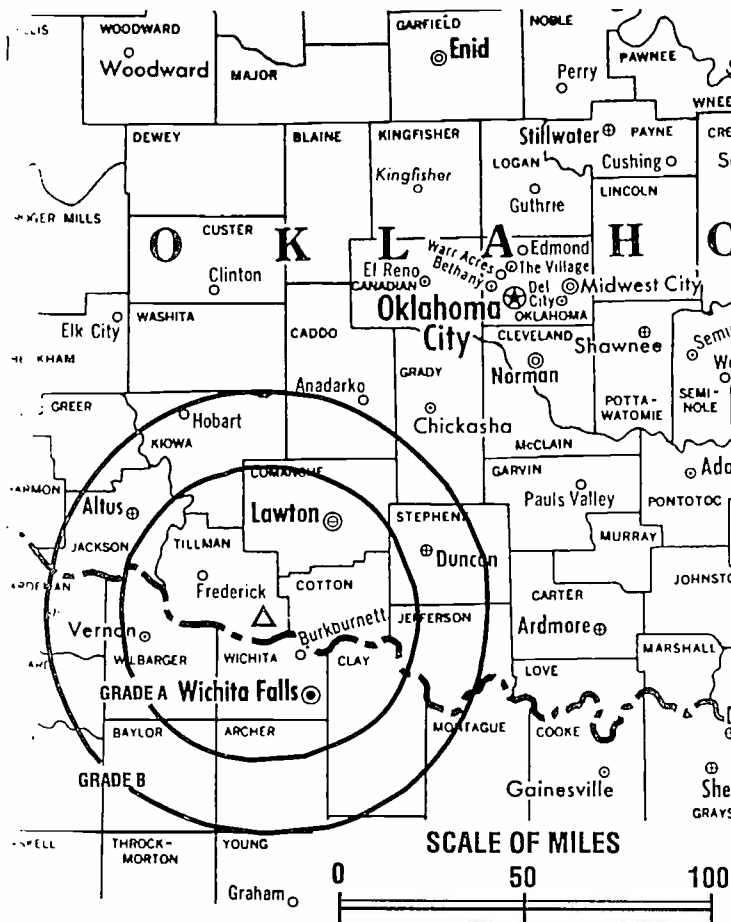 WOODWARD
Woodward
MAJOR
GARFIELD
Enid
NOBLE
Perry
PAWNEE
DEWEY
BLAINE
KINGFISHER
Kingfisher
LOGAN
Guthrie
Stillwater
PAYNE
Cushing
LINCOLN
ROGER MILLS
O K L A H O
CUSTER
Clinton
Edmond
Warr Acres
The Village
Bethany
El Reno
CANADIAN
Del City
Midwest City
Oklahoma City
OKLAHOMA
Elk City
WASHITA
CADDO
CLEVELAND
Shawnee
Norman
GRADY
Anadarko
Chickasha
POTTA-
WATOMIE
SEMI-
NOLE
McCLAIN
GREER
Hobart
KIOWA
COMANCHE
Lawton
GARVIN
Pauls Valley
PONTOTOC
Altus
JACKSON
TILLMAN
Frederick
STEPHENS
Duncan
MURRAY
COTTON
CARTER
Ardmore
JEFFERSON
MARSHALL
Vernon
WILBARGER
WICHITA
Burkburnett
CLAY
LOVE
GRADE A
Wichita Falls
BAYLOR
ARCHER
MONTAGUE
COOKE
GRADE B
Gainesville
THROCK-
MORTON
YOUNG
Graham
SCALE OF MILES
0 50 100